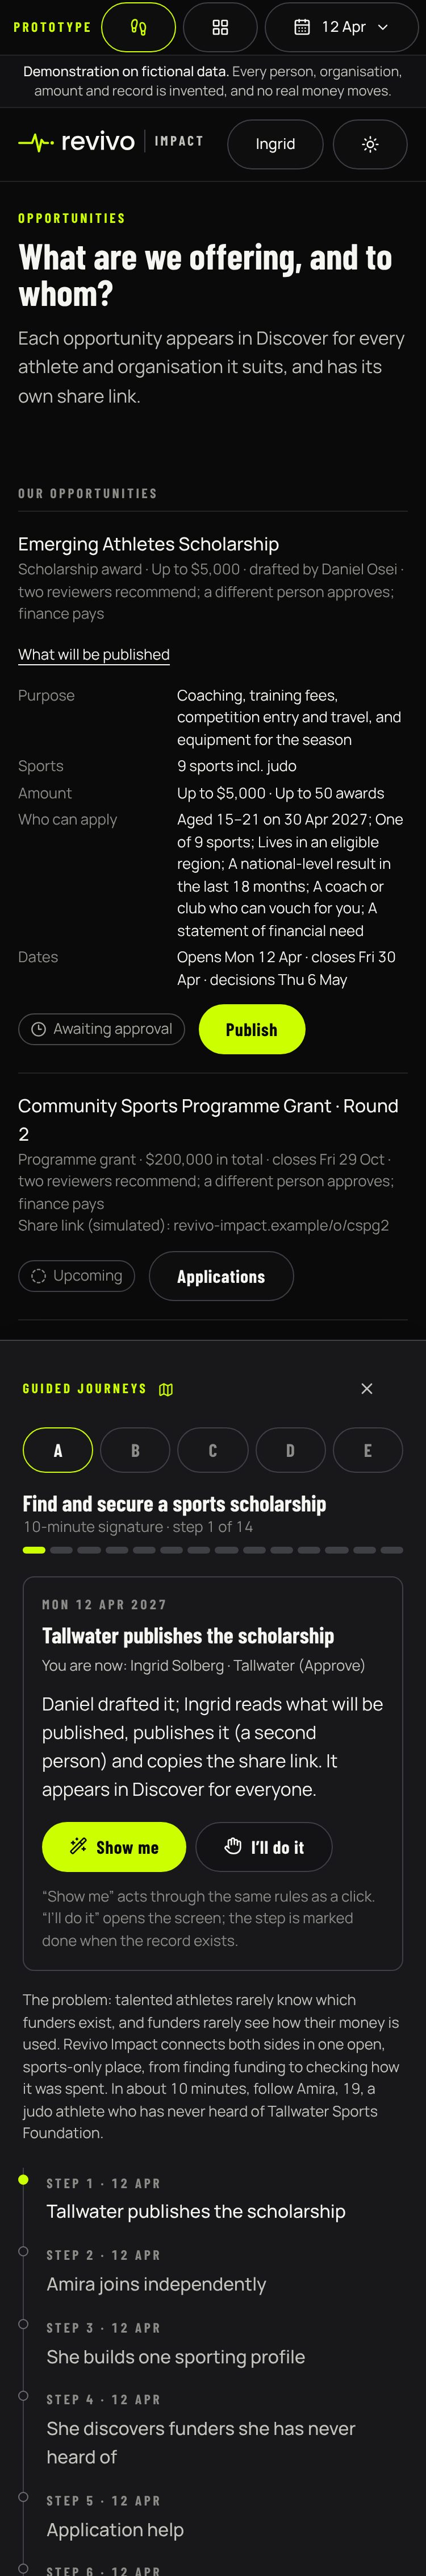 PROTOTYPE
12 Apr
Demonstration on fictional data. Every person, organisation,
amount and record is invented, and no real money moves.
revivo IMPACT
Ingrid
OPPORTUNITIES
What are we offering, and to
whom?
Each opportunity appears in Discover for every
athlete and organisation it suits, and has its
own share link.
OUR OPPORTUNITIES
Emerging Athletes Scholarship
Scholarship award · Up to $5,000 · drafted by Daniel Osei ·
two reviewers recommend; a different person approves;
finance pays
What will be published
Purpose
Coaching, training fees,
competition entry and travel, and
equipment for the season
Sports
9 sports incl. judo
Amount
Up to $5,000 · Up to 50 awards
Who can apply
Aged 15–21 on 30 Apr 2027; One
of 9 sports; Lives in an eligible
region; A national-level result in
the last 18 months; A coach or
club who can vouch for you; A
statement of financial need
Dates
Opens Mon 12 Apr · closes Fri 30
Apr · decisions Thu 6 May
Awaiting approval
Publish
Community Sports Programme Grant · Round
2
Programme grant · $200,000 in total · closes Fri 29 Oct ·
two reviewers recommend; a different person approves;
finance pays
Share link (simulated): revivo-impact.example/o/cspg2
Upcoming
Applications
GUIDED JOURNEYS
A
B
C
D
E
Find and secure a sports scholarship
10-minute signature · step 1 of 14
MON 12 APR 2027
Tallwater publishes the scholarship
You are now: Ingrid Solberg · Tallwater (Approve)
Daniel drafted it; Ingrid reads what will be
published, publishes it (a second
person) and copies the share link. It
appears in Discover for everyone.
Show me
I’ll do it
“Show me” acts through the same rules as a click.
“I’ll do it” opens the screen; the step is marked
done when the record exists.
The problem: talented athletes rarely know which
funders exist, and funders rarely see how their money is
used. Revivo Impact connects both sides in one open,
sports-only place, from finding funding to checking how
it was spent. In about 10 minutes, follow Amira, 19, a
judo athlete who has never heard of Tallwater Sports
Foundation.
STEP 1 · 12 APR
Tallwater publishes the scholarship
STEP 2 · 12 APR
Amira joins independently
STEP 3 · 12 APR
She builds one sporting profile
STEP 4 · 12 APR
She discovers funders she has never
heard of
STEP 5 · 12 APR
Application help
STEP 6 · 12 APR